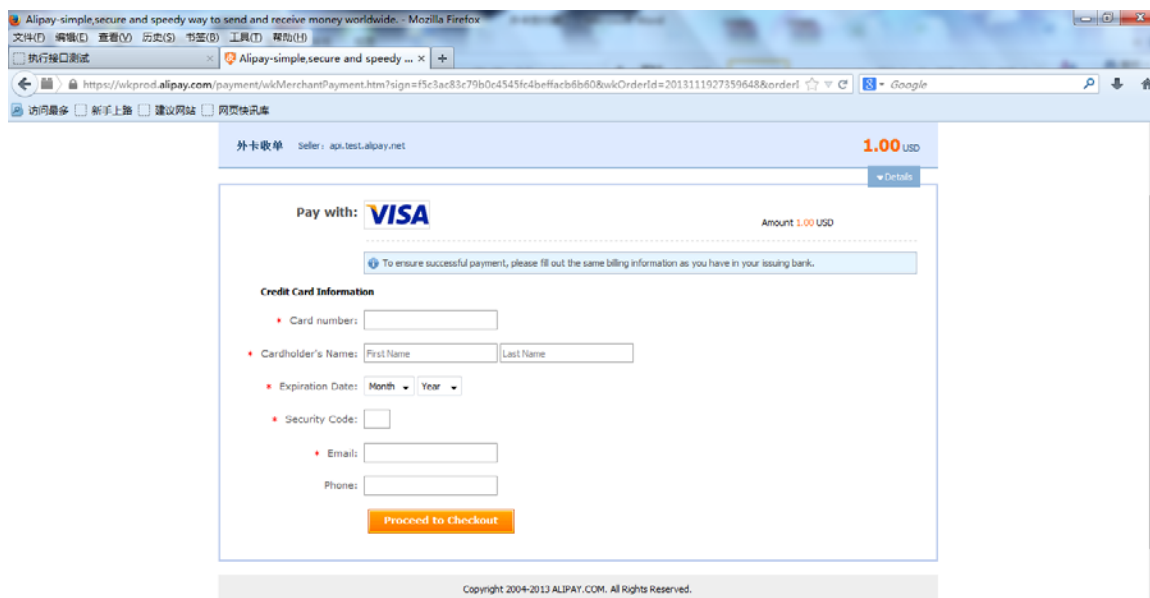 Alipay-simple,secure and speedy way to send and receive money worldwide. - Mozilla Firefox
文件(F) 编辑(E) 查看(V) 历史(S) 书签(B) 工具(T) 帮助(H)
执行接口测试 × Alipay-simple,secure and speedy ... × +
https://wkprod.alipay.com/payment/wkMerchantPayment.htm?sign=f5c3ac83c79b0c4545fc4beffacb6b60&wkOrderId=2013111927359648&orderI Google
访问最多 新手上路 建议网站 网页快讯库
外卡收单 Seller: api.test.alipay.net 1.00 USD
Details
Pay with: VISA
Amount 1.00 USD
To ensure successful payment, please fill out the same billing information as you have in your issuing bank.
Credit Card Information
* Card number:
* Cardholder's Name: First Name Last Name
* Expiration Date: Month Year
* Security Code:
* Email:
Phone:
Proceed to Checkout
Copyright 2004-2013 ALIPAY.COM. All Rights Reserved.